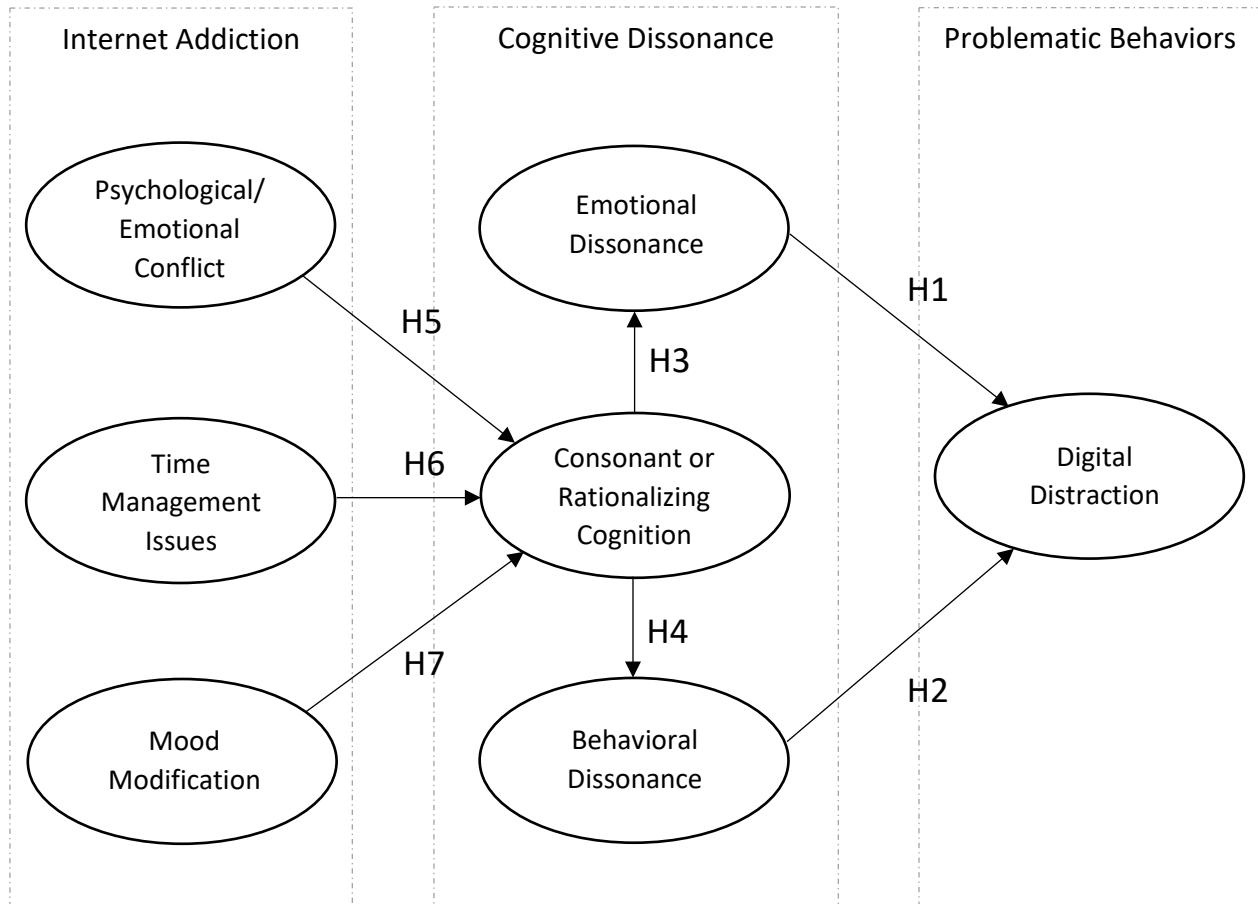 Internet Addiction
Cognitive Dissonance
Problematic Behaviors
Psychological/
Emotional
Conflict
Emotional
Dissonance
H1
H5
H3
Time
Management
Issues
H6
Consonant or
Rationalizing
Cognition
Digital
Distraction
H4
H7
H2
Mood
Modification
Behavioral
Dissonance